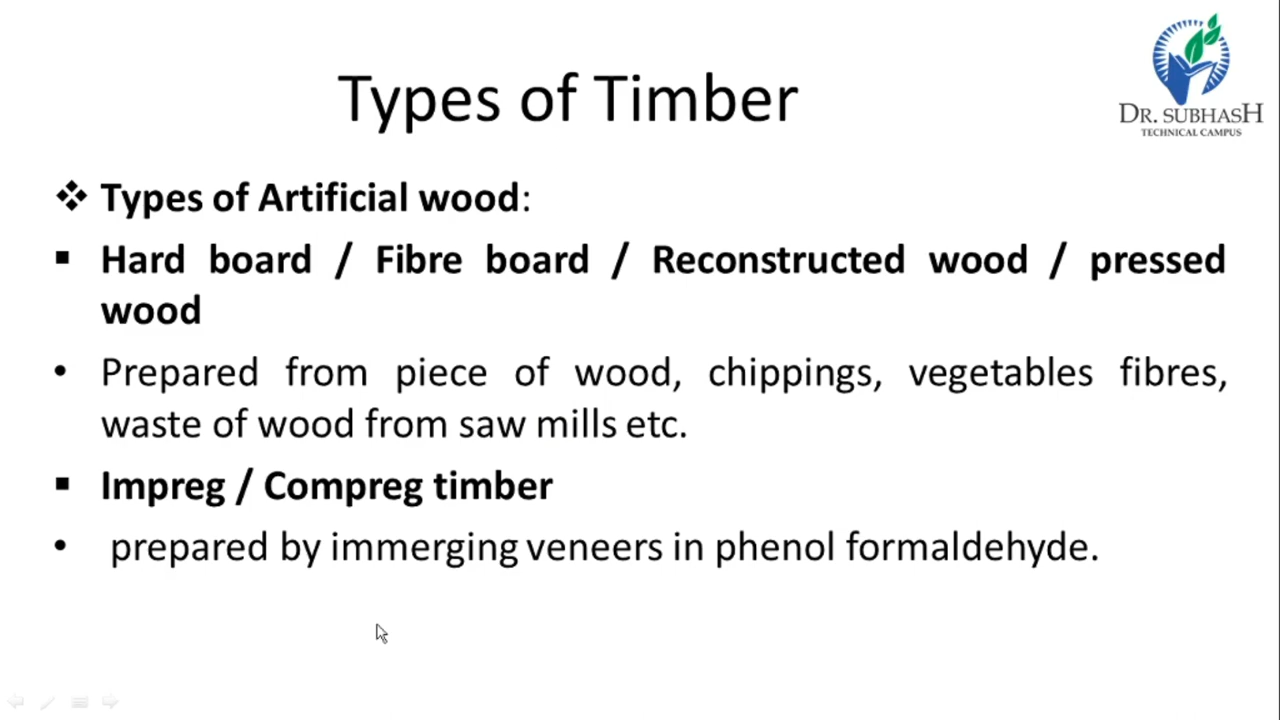 DR. SUBHASH
TECHNICAL CAMPUS
Types of Timber
❖ Types of Artificial wood:
▪ Hard board / Fibre board / Reconstructed wood / pressed
wood
• Prepared from piece of wood, chippings, vegetables fibres,
waste of wood from saw mills etc.
▪ Impreg / Compreg timber
• prepared by immerging veneers in phenol formaldehyde.